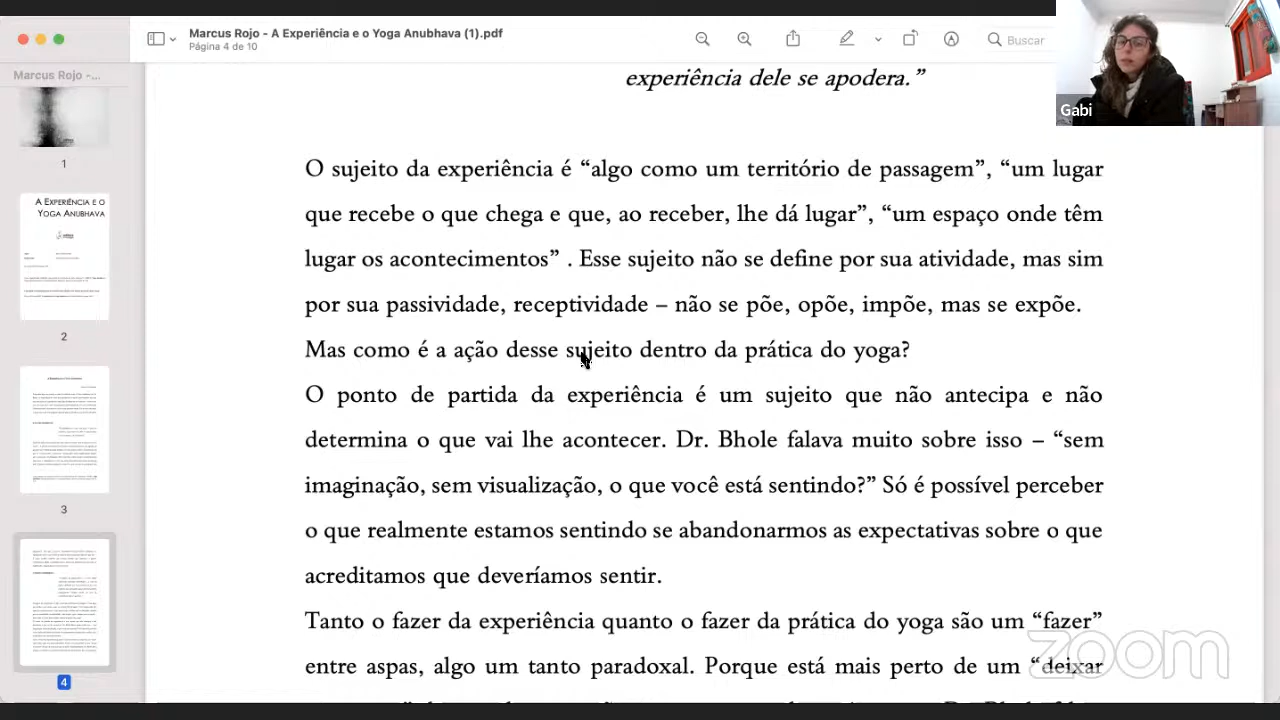 Marcus Rojo - A Experiência e o Yoga Anubhava (1).pdf
Página 4 de 10
Buscar
Gabi
Marcus Rojo -...
1
A Experência e o
Yoga Anubhava
2
3
4
experiência dele se apodera.”
O sujeito da experiência é “algo como um território de passagem”, “um lugar
que recebe o que chega e que, ao receber, lhe dá lugar”, “um espaço onde têm
lugar os acontecimentos” . Esse sujeito não se define por sua atividade, mas sim
por sua passividade, receptividade – não se põe, opõe, impõe, mas se expõe.
Mas como é a ação desse sujeito dentro da prática do yoga?
O ponto de partida da experiência é um sujeito que não antecipa e não
determina o que vai lhe acontecer. Dr. Bhole falava muito sobre isso – “sem
imaginação, sem visualização, o que você está sentindo?” Só é possível perceber
o que realmente estamos sentindo se abandonarmos as expectativas sobre o que
acreditamos que deveríamos sentir.
Tanto o fazer da experiência quanto o fazer da prática do yoga são um “fazer”
entre aspas, algo um tanto paradoxal. Porque está mais perto de um “deixar
zoom